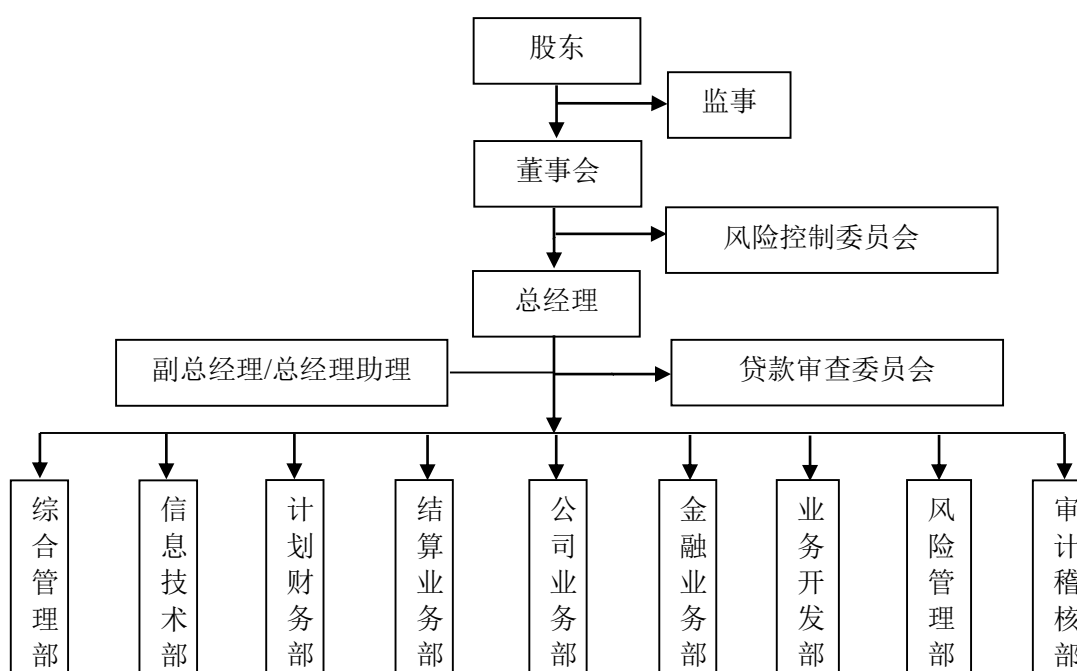 股东
监事
董事会
风险控制委员会
总经理
副总经理/总经理助理
贷款审查委员会
综合管理部
信息技术部
计划财务部
结算业务部
公司业务部
金融业务部
业务开发部
风险管理部
审计稽核部